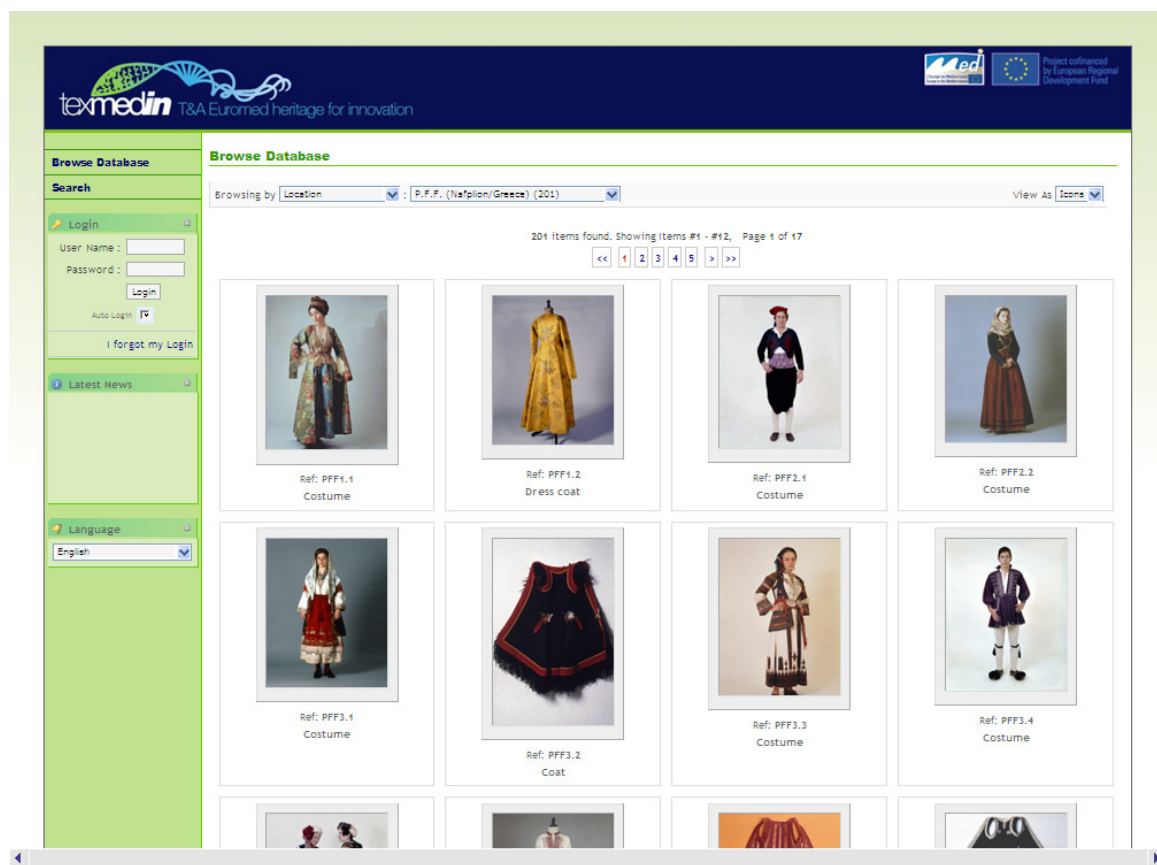 texmedin T&A Euromed heritage for innovation
Med
Project cofinanced
by European Regional
Development Fund
Browse Database
Search
Login
User Name :
Password :
Login
Auto Login
I forgot my Login
Latest News
Language
English
Browse Database
Browsing by Location : P.F.F. (Nafplion/Greece) (201)
View As Icons
201 items found. Showing Items #1 - #12, Page 1 of 17
<< 1 2 3 4 5 > >>
Ref: PFF1.1
Costume
Ref: PFF1.2
Dress coat
Ref: PFF2.1
Costume
Ref: PFF2.2
Costume
Ref: PFF3.1
Costume
Ref: PFF3.2
Coat
Ref: PFF3.3
Costume
Ref: PFF3.4
Costume